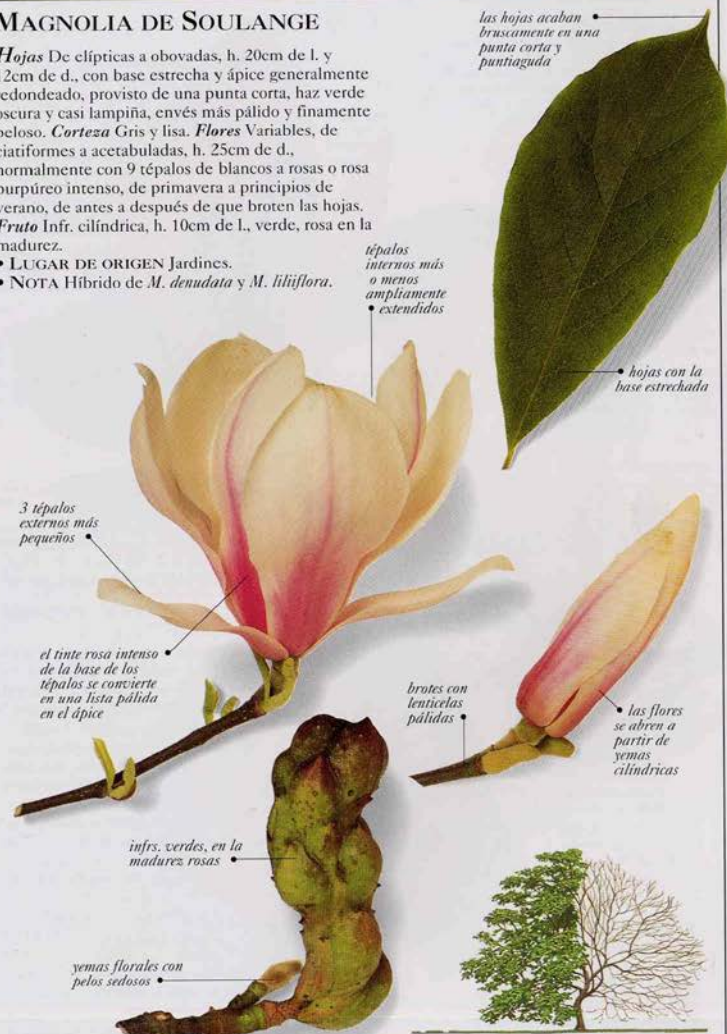 MAGNOLIA DE SOULANGE
Hojas De elípticas a obovadas, h. 20cm de l. y
2cm de d., con base estrecha y ápice generalmente
redondeado, provisto de una punta corta, haz verde
oscura y casi lampiña, envés más pálido y finamente
peloso. Corteza Gris y lisa. Flores Variables, de
ciatiformes a acetabuladas, h. 25cm de d.,
normalmente con 9 tépalos de blancos a rosas o rosa
purpúreo intenso, de primavera a principios de
verano, de antes a después de que broten las hojas.
Fruto Infr. cilíndrica, h. 10cm de l., verde, rosa en la
madurez.
• LUGAR DE ORIGEN Jardines.
• NOTA Híbrido de M. denudata y M. liliiflora.
las hojas acaban
bruscamente en una
punta corta y
puntiaguda
tépalos
internos más
o menos
ampliamente
extendidos
hojas con la
base estrechada
3 tépalos
externos más
pequeños
el tinte rosa intenso
de la base de los
tépalos se convierte
en una lista pálida
en el ápice
brotes con
lenticelas
pálidas
las flores
se abren a
partir de
yemas
cilíndricas
infrs. verdes, en la
madurez rosas
yemas florales con
pelos sedosos